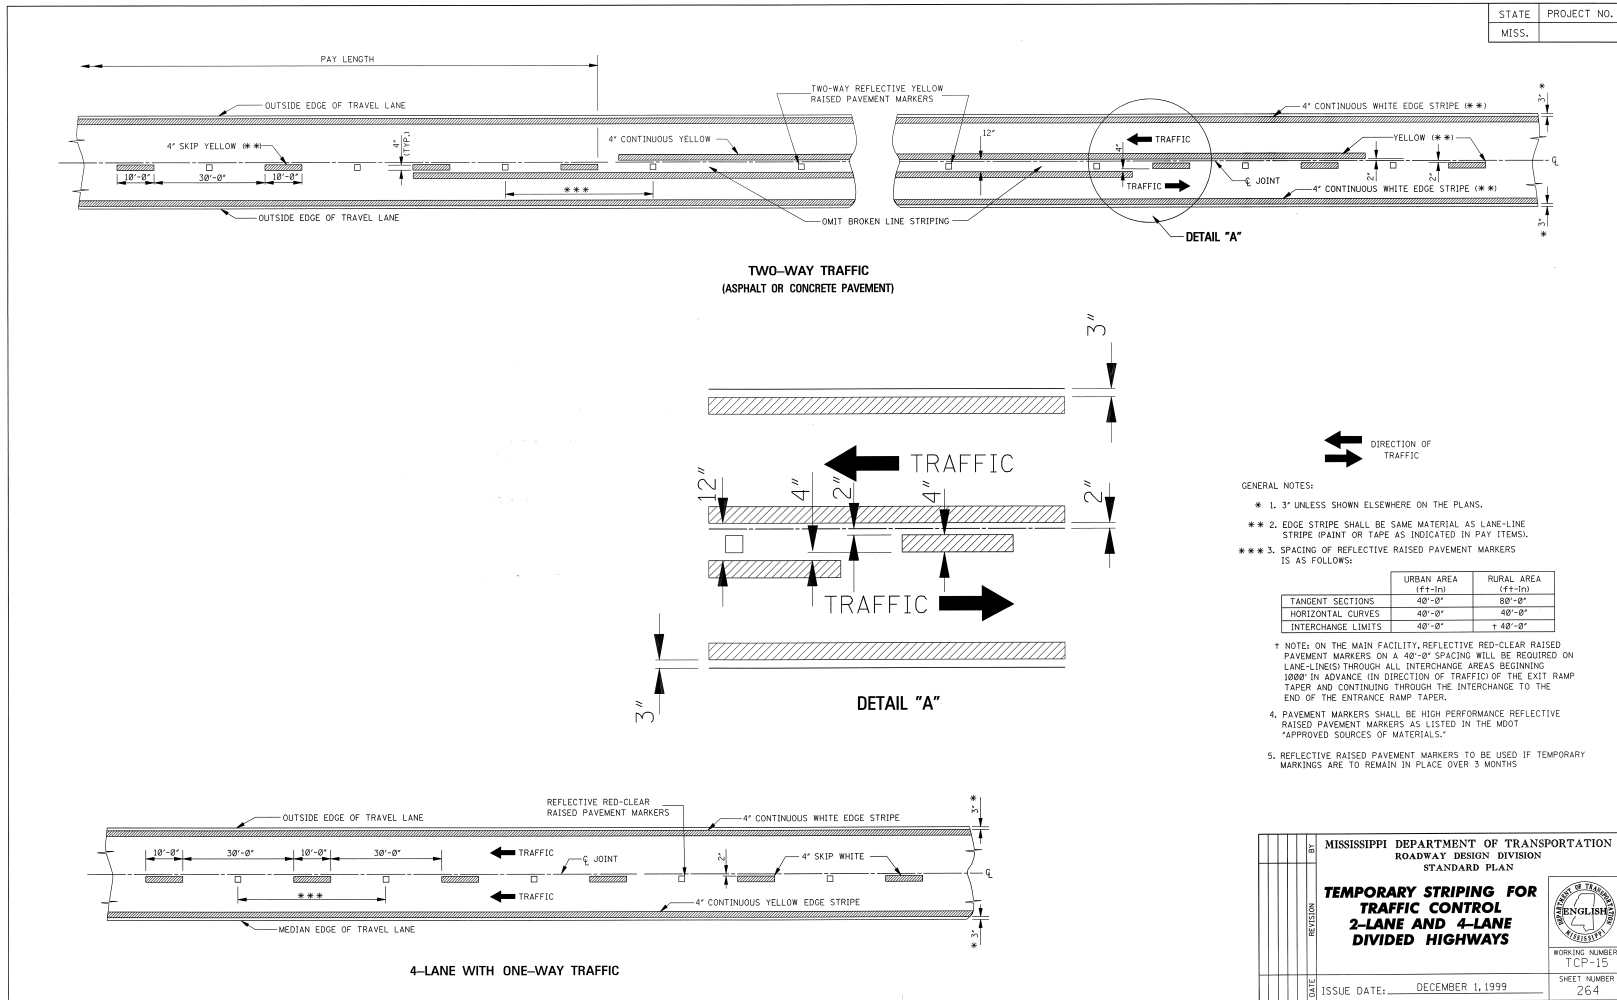 STATE PROJECT NO.
MISS.
PAY LENGTH
OUTSIDE EDGE OF TRAVEL LANE
TWO-WAY REFLECTIVE YELLOW
RAISED PAVEMENT MARKERS
4" CONTINUOUS WHITE EDGE STRIPE (**)
3" *
4" SKIP YELLOW (**)
4"
(TYP.)
4" CONTINUOUS YELLOW
12"
4"
TRAFFIC
YELLOW (**)
℄
10'-0" 30'-0" 10'-0"
***
TRAFFIC
℄ JOINT
2"
2"
4" CONTINUOUS WHITE EDGE STRIPE (**)
OUTSIDE EDGE OF TRAVEL LANE
OMIT BROKEN LINE STRIPING
* 3"
DETAIL "A"
TWO-WAY TRAFFIC
(ASPHALT OR CONCRETE PAVEMENT)
3"
TRAFFIC
12"
4"
2"
4"
2"
TRAFFIC
3"
DETAIL "A"
DIRECTION OF
TRAFFIC
GENERAL NOTES:
* 1. 3" UNLESS SHOWN ELSEWHERE ON THE PLANS.
** 2. EDGE STRIPE SHALL BE SAME MATERIAL AS LANE-LINE
STRIPE (PAINT OR TAPE AS INDICATED IN PAY ITEMS).
*** 3. SPACING OF REFLECTIVE RAISED PAVEMENT MARKERS
IS AS FOLLOWS:
URBAN AREA RURAL AREA
(ft-in) (ft-in)
TANGENT SECTIONS 40'-0" 80'-0"
HORIZONTAL CURVES 40'-0" 40'-0"
INTERCHANGE LIMITS 40'-0" † 40'-0"
† NOTE: ON THE MAIN FACILITY, REFLECTIVE RED-CLEAR RAISED
PAVEMENT MARKERS ON A 40'-0" SPACING WILL BE REQUIRED ON
LANE-LINE(S) THROUGH ALL INTERCHANGE AREAS BEGINNING
1000' IN ADVANCE (IN DIRECTION OF TRAFFIC) OF THE EXIT RAMP
TAPER AND CONTINUING THROUGH THE INTERCHANGE TO THE
END OF THE ENTRANCE RAMP TAPER.
4. PAVEMENT MARKERS SHALL BE HIGH PERFORMANCE REFLECTIVE
RAISED PAVEMENT MARKERS AS LISTED IN THE MDOT
"APPROVED SOURCES OF MATERIALS."
5. REFLECTIVE RAISED PAVEMENT MARKERS TO BE USED IF TEMPORARY
MARKINGS ARE TO REMAIN IN PLACE OVER 3 MONTHS
OUTSIDE EDGE OF TRAVEL LANE
REFLECTIVE RED-CLEAR
RAISED PAVEMENT MARKERS
4" CONTINUOUS WHITE EDGE STRIPE
3" *
10'-0" 30'-0" 10'-0" 30'-0"
TRAFFIC
℄ JOINT
2"
4" SKIP WHITE
℄
***
TRAFFIC
4" CONTINUOUS YELLOW EDGE STRIPE
MEDIAN EDGE OF TRAVEL LANE
* 3"
4-LANE WITH ONE-WAY TRAFFIC
BY
REVISION
DATE
MISSISSIPPI DEPARTMENT OF TRANSPORTATION
ROADWAY DESIGN DIVISION
STANDARD PLAN
TEMPORARY STRIPING FOR
TRAFFIC CONTROL
2-LANE AND 4-LANE
DIVIDED HIGHWAYS
DEPARTMENT OF TRANSPORTATION
ENGLISH
MISSISSIPPI
WORKING NUMBER
TCP-15
ISSUE DATE: DECEMBER 1, 1999
SHEET NUMBER
264